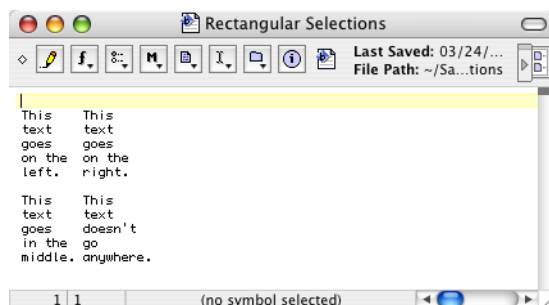 Rectangular Selections
Last Saved: 03/24/...
File Path: ~/Sa...tions
This    This
text    text
goes    goes
on the  on the
left.   right.
This    This
text    text
goes    doesn't
in the  go
middle. anywhere.
1 1 (no symbol selected)